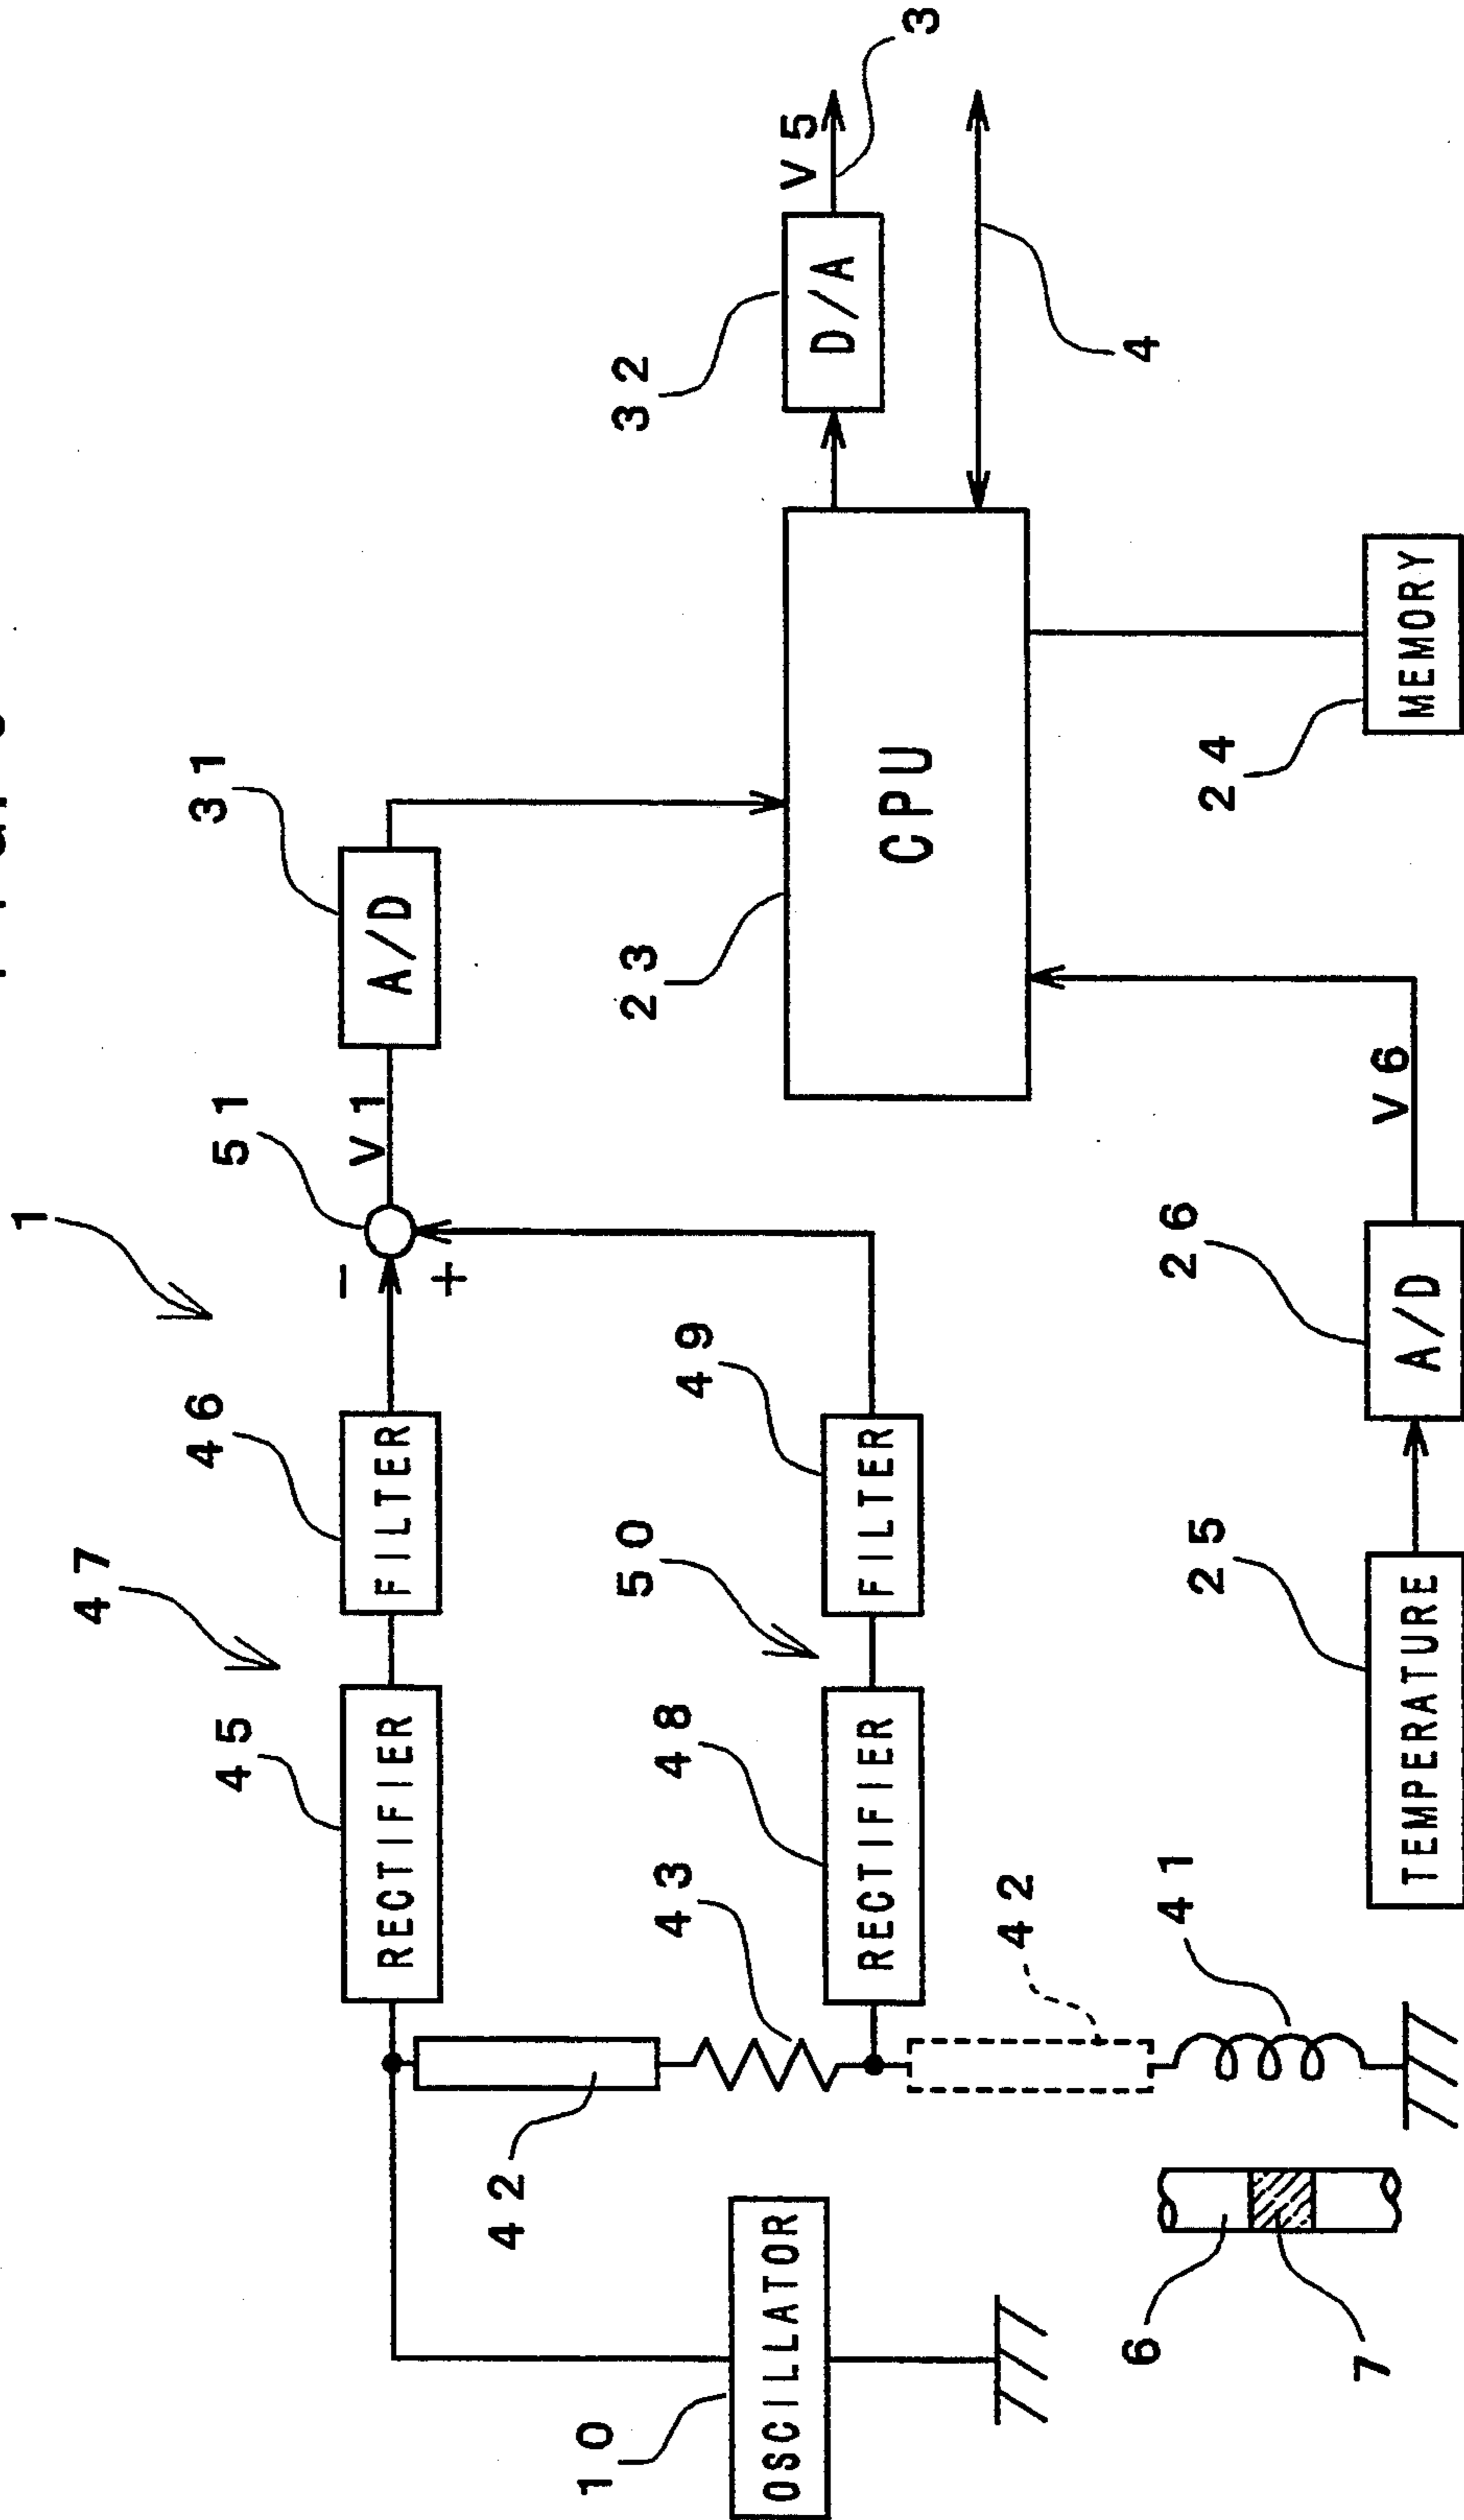 1
47
45
RECTIFIER
46
FILTER
51
-
+
V1
31
A/D
10
OSCILLATOR
42
43
48
RECTIFIER
50
49
FILTER
23
CPU
32
D/A
V5
3
4
6
7
42
41
25
TEMPERATURE
26
A/D
V6
24
MEMORY